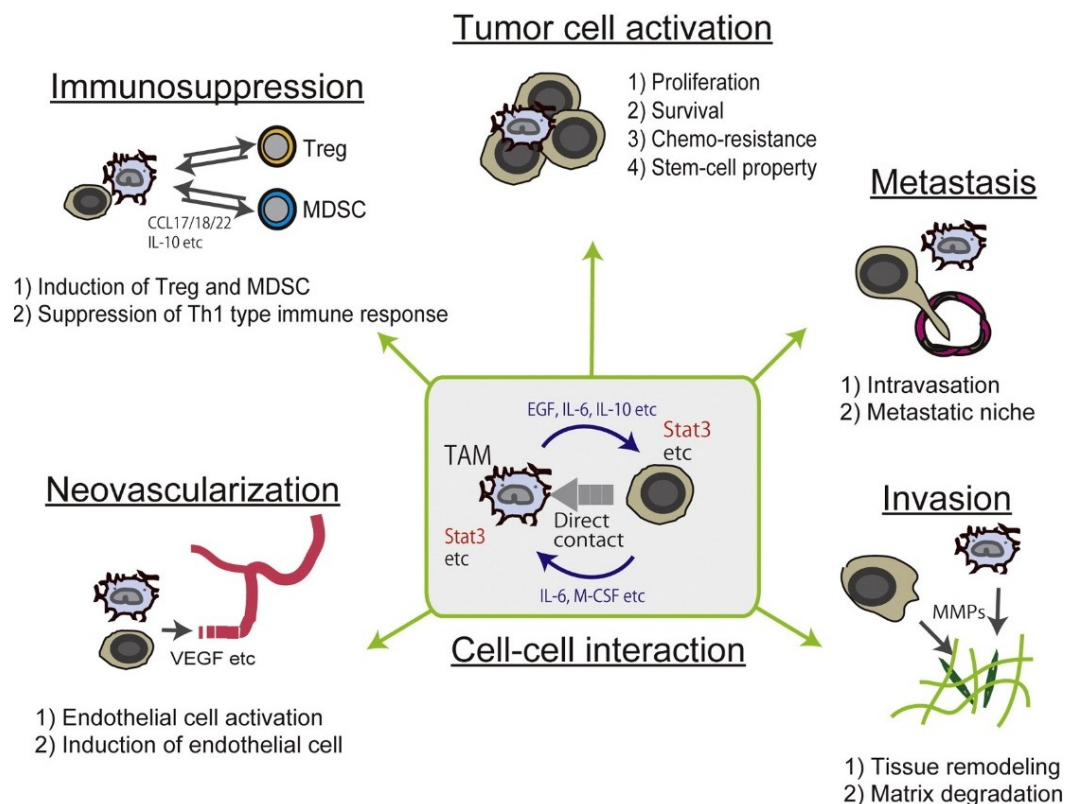 Tumor cell activation
1) Proliferation
2) Survival
3) Chemo-resistance
4) Stem-cell property
Immunosuppression
Treg
MDSC
CCL17/18/22
IL-10 etc
1) Induction of Treg and MDSC
2) Suppression of Th1 type immune response
Metastasis
1) Intravasation
2) Metastatic niche
EGF, IL-6, IL-10 etc
Stat3
etc
TAM
Direct
contact
Stat3
etc
IL-6, M-CSF etc
Cell-cell interaction
Neovascularization
VEGF etc
1) Endothelial cell activation
2) Induction of endothelial cell
Invasion
MMPs
1) Tissue remodeling
2) Matrix degradation